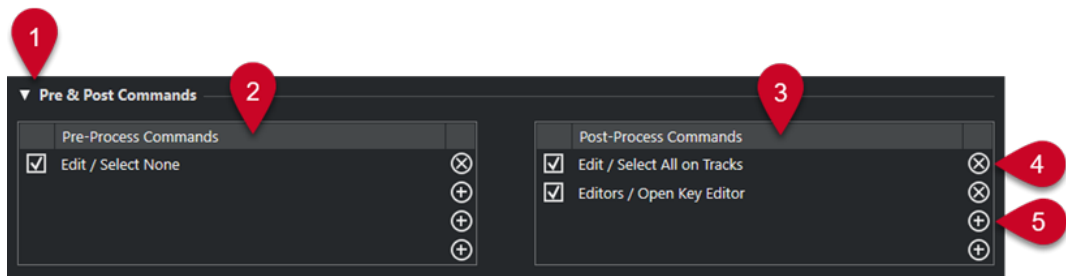 1
2
3
Pre & Post Commands
Pre-Process Commands
Edit / Select None
Post-Process Commands
Edit / Select All on Tracks
4
Editors / Open Key Editor
5